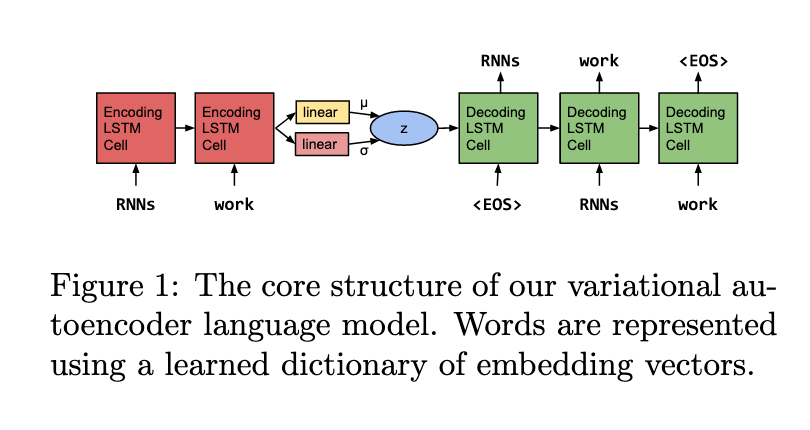 RNNs work <EOS>
Encoding Encoding linear μ z Decoding Decoding Decoding
LSTM LSTM LSTM LSTM LSTM
Cell Cell linear σ Cell Cell Cell
RNNs work <EOS> RNNs work
Figure 1: The core structure of our variational au-
toencoder language model. Words are represented
using a learned dictionary of embedding vectors.